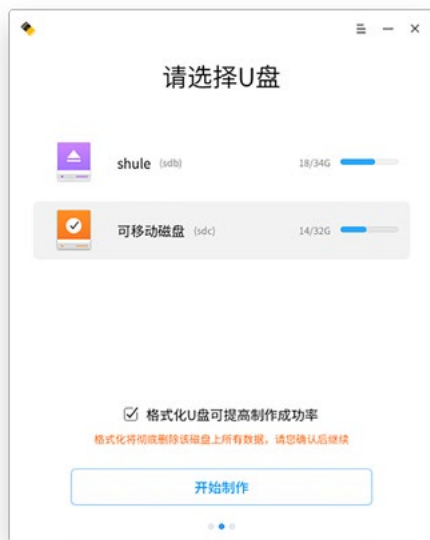 请选择U盘
shule (sdb) 18/34G
可移动磁盘 (sdc) 14/32G
格式化U盘可提高制作成功率
格式化将彻底删除该磁盘上所有数据，请您确认后继续
开始制作